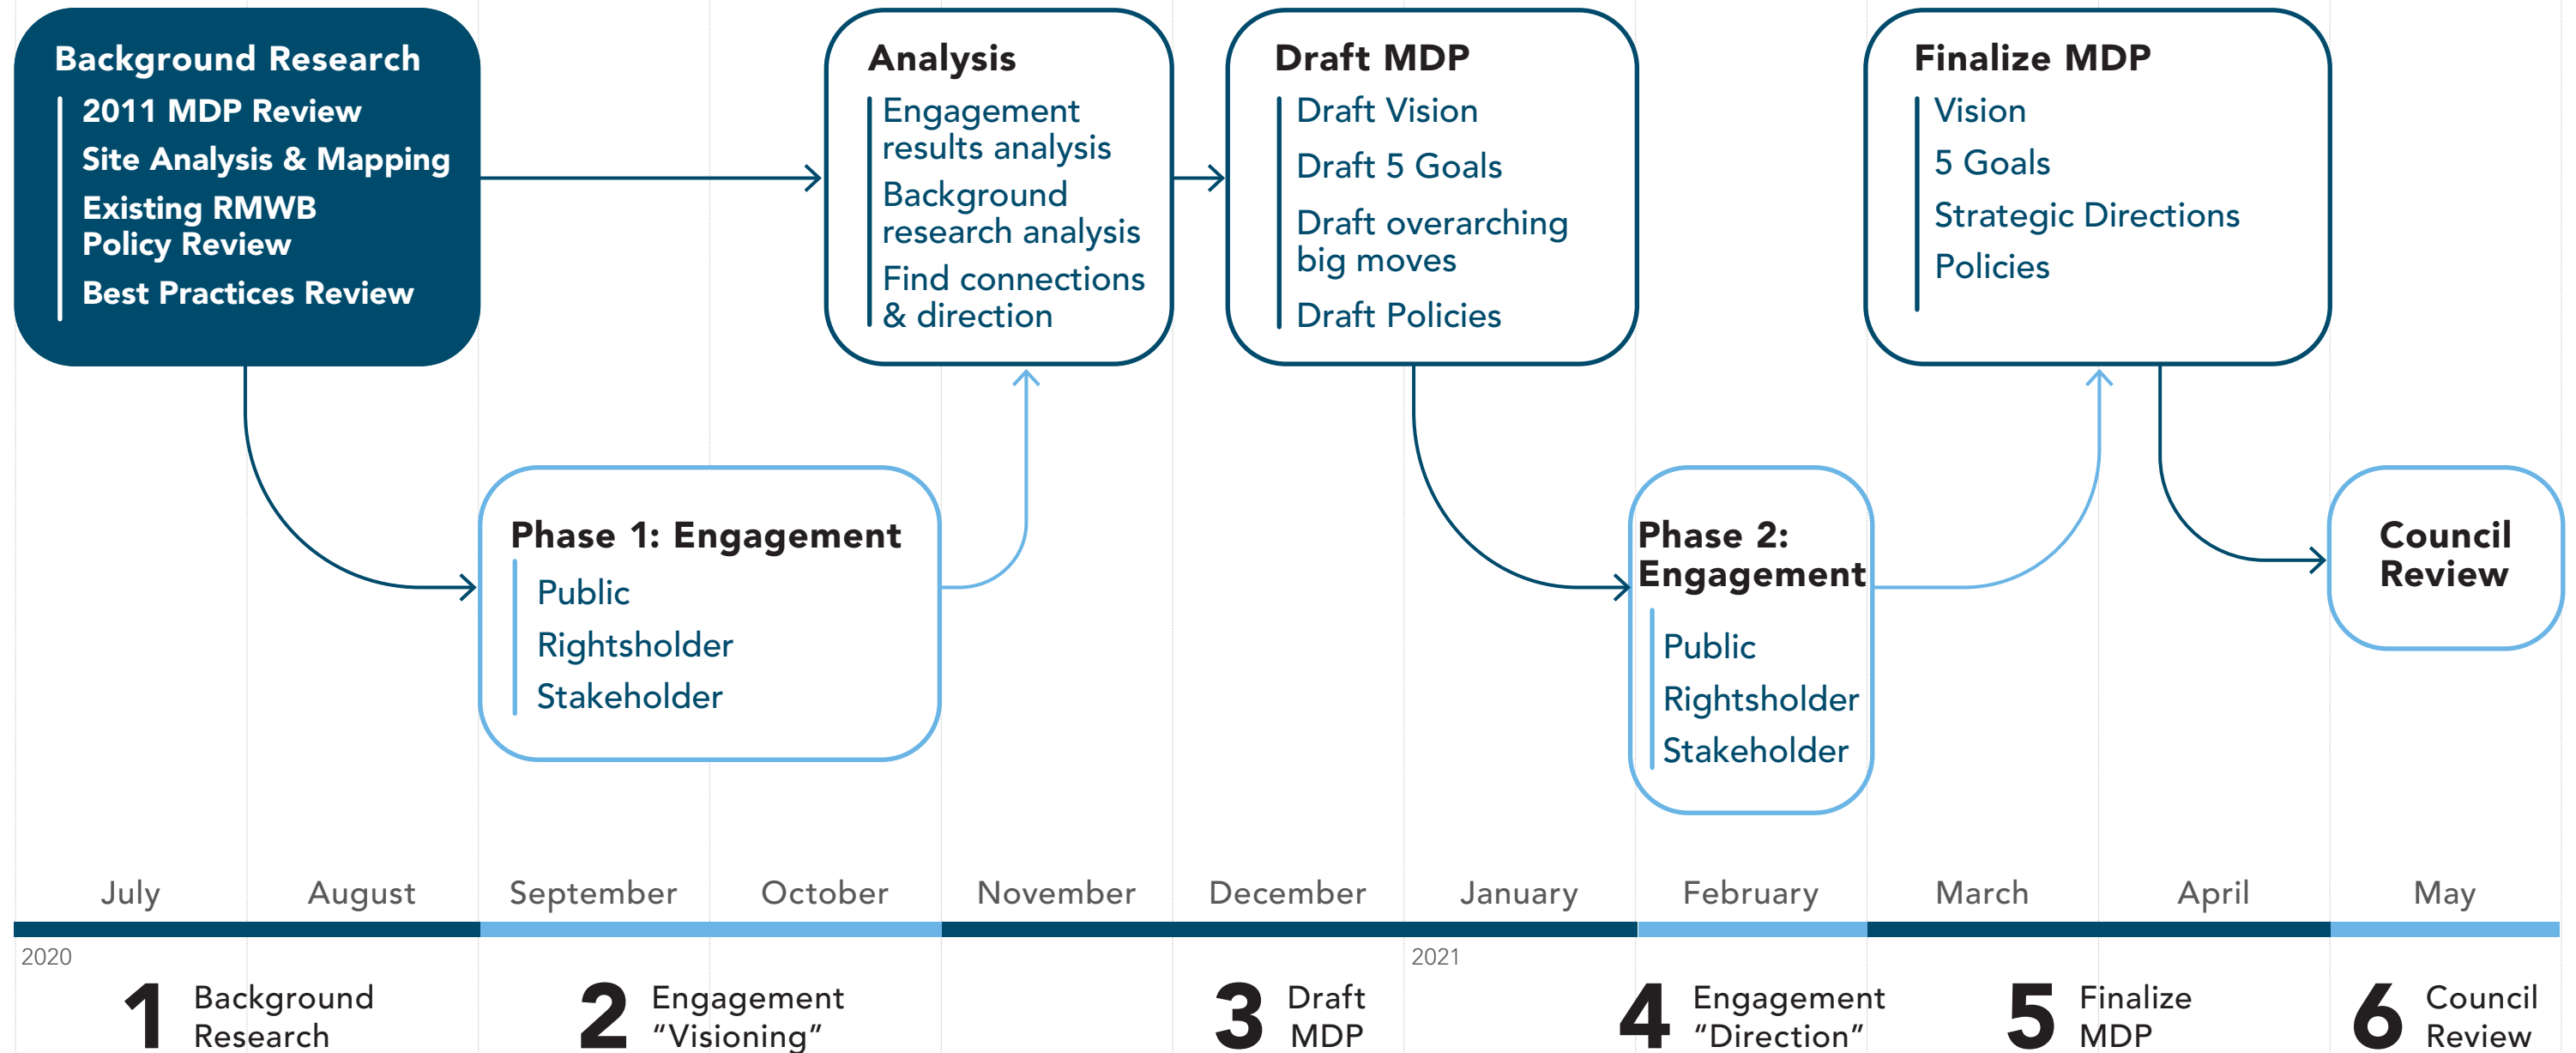 Background Research
2011 MDP Review
Site Analysis & Mapping
Existing RMWB
Policy Review
Best Practices Review
Analysis
Engagement
results analysis
Background
research analysis
Find connections
& direction
Draft MDP
Draft Vision
Draft 5 Goals
Draft overarching
big moves
Draft Policies
Finalize MDP
Vision
5 Goals
Strategic Directions
Policies
Phase 1: Engagement
Public
Rightsholder
Stakeholder
Phase 2:
Engagement
Public
Rightsholder
Stakeholder
Council
Review
July
August
September
October
November
December
January
February
March
April
May
2020
2021
1 Background
Research
2 Engagement
“Visioning”
3 Draft
MDP
4 Engagement
“Direction”
5 Finalize
MDP
6 Council
Review